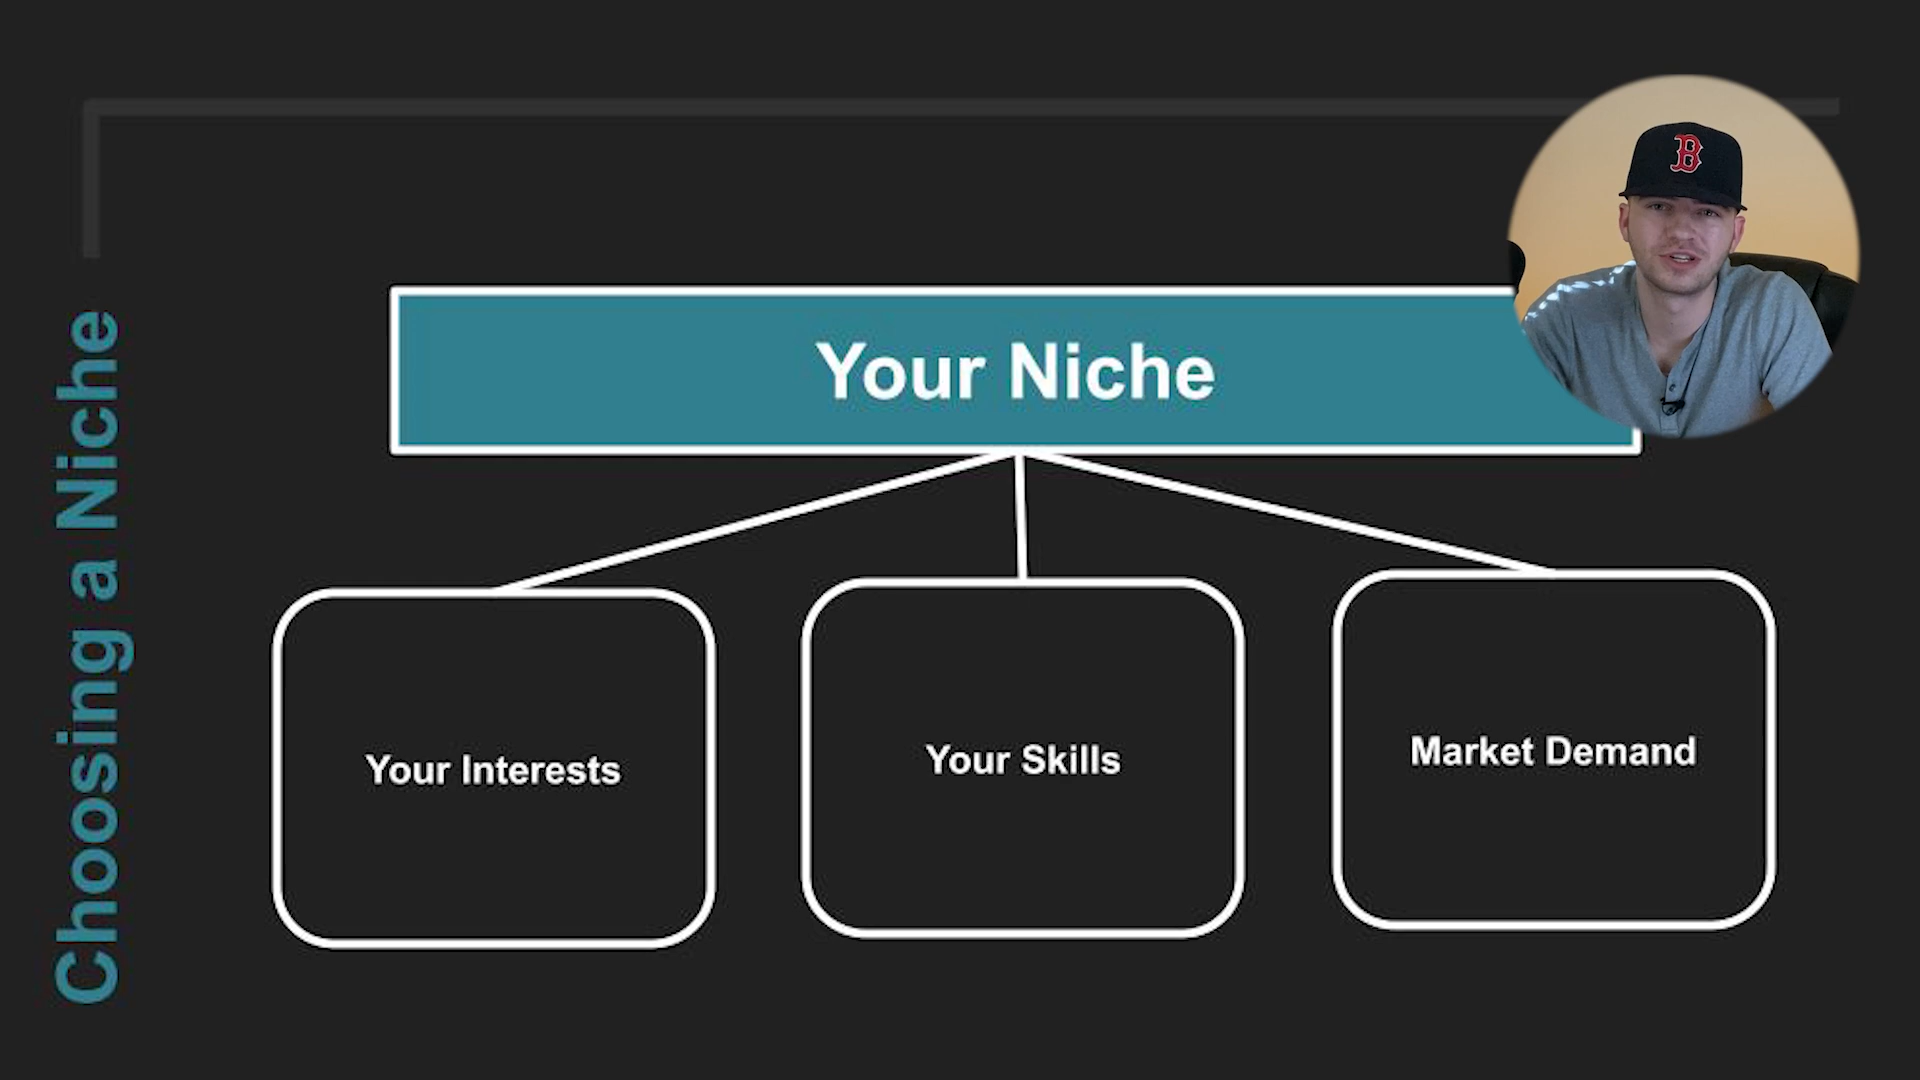 Choosing a Niche
Your Niche
Your Interests
Your Skills
Market Demand
B